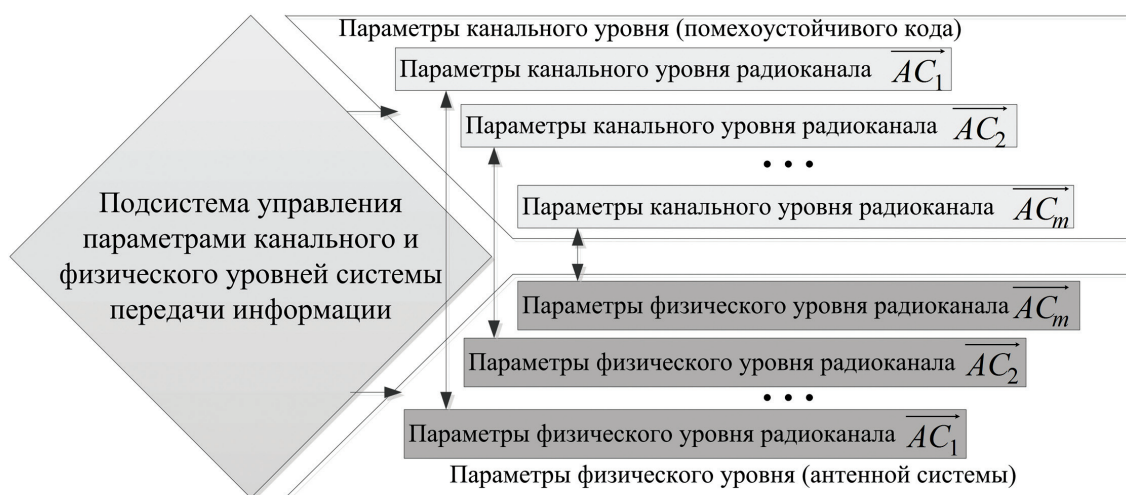 Параметры канального уровня (помехоустойчивого кода)
Параметры канального уровня радиоканала AC₁
Параметры канального уровня радиоканала AC₂
• • •
Параметры канального уровня радиоканала ACₘ
Подсистема управления
параметрами канального и
физического уровней системы
передачи информации
Параметры физического уровня радиоканала ACₘ
Параметры физического уровня радиоканала AC₂
• • •
Параметры физического уровня радиоканала AC₁
Параметры физического уровня (антенной системы)